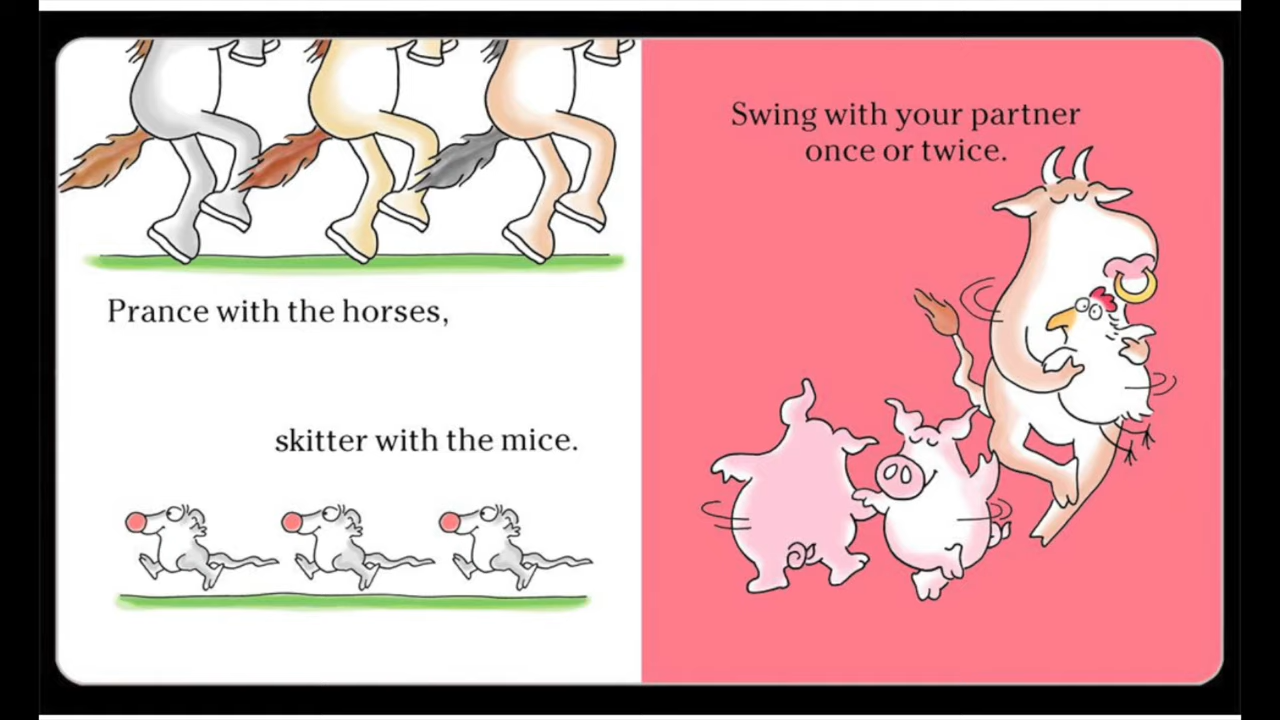 Prance with the horses,
skitter with the mice.
Swing with your partner
once or twice.